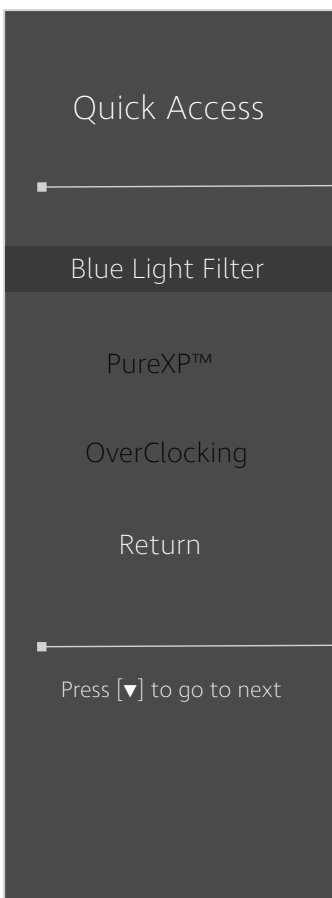 Quick Access
Blue Light Filter
PureXP™
OverClocking
Return
Press [▼] to go to next